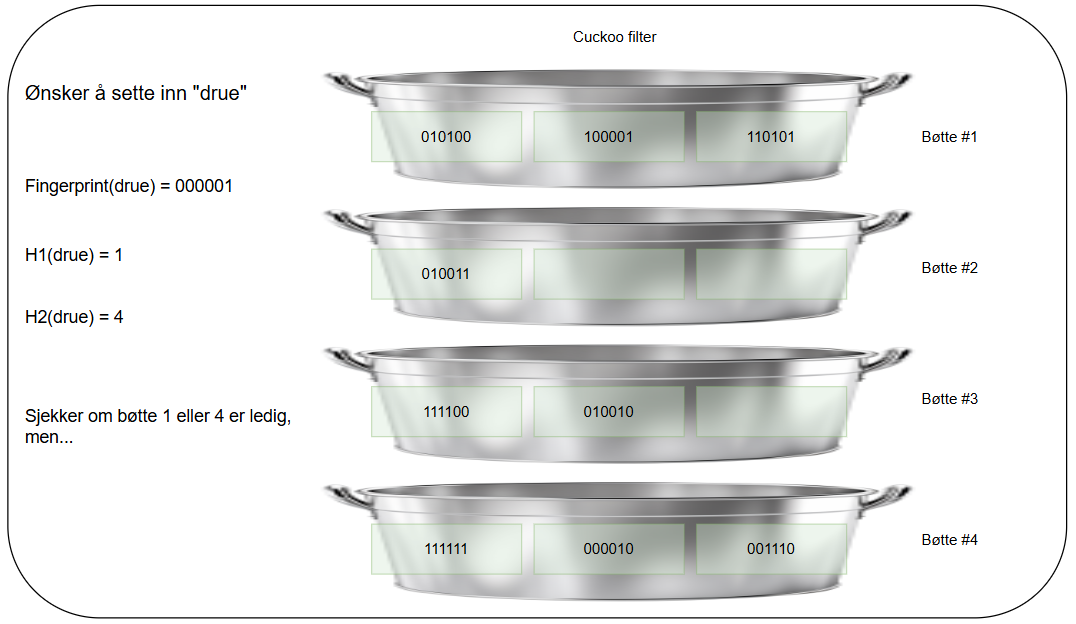 Cuckoo filter
Ønsker å sette inn "drue"
Fingerprint(drue) = 000001
H1(drue) = 1
H2(drue) = 4
Sjekker om bøtte 1 eller 4 er ledig,
men...
010100 100001 110101 Bøtte #1
010011 Bøtte #2
111100 010010 Bøtte #3
111111 000010 001110 Bøtte #4